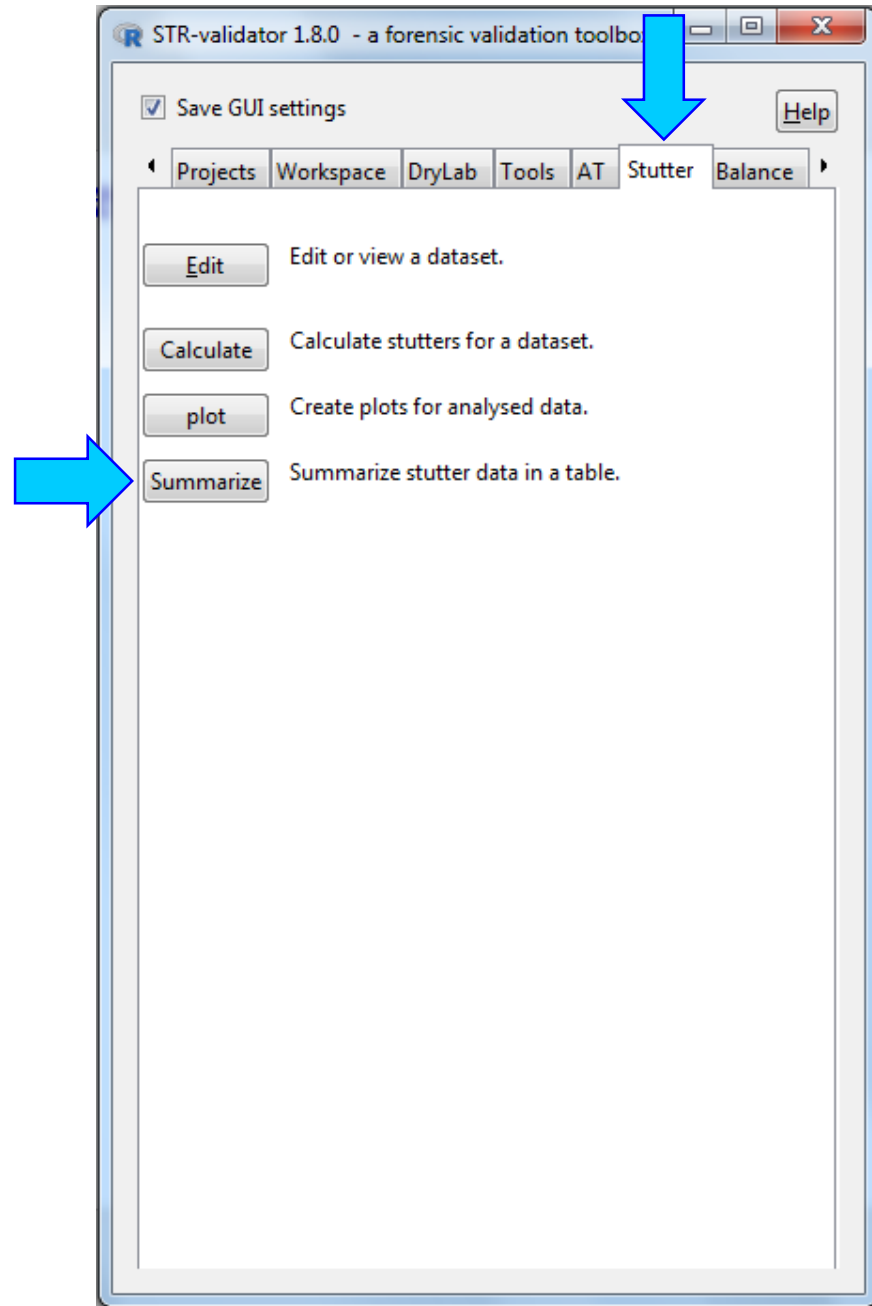 STR-validator 1.8.0 - a forensic validation
Save GUI settings
Help
Projects Workspace DryLab Tools AT Stutter Balance
Edit Edit or view a dataset.
Calculate Calculate stutters for a dataset.
plot Create plots for analysed data.
Summarize Summarize stutter data in a table.